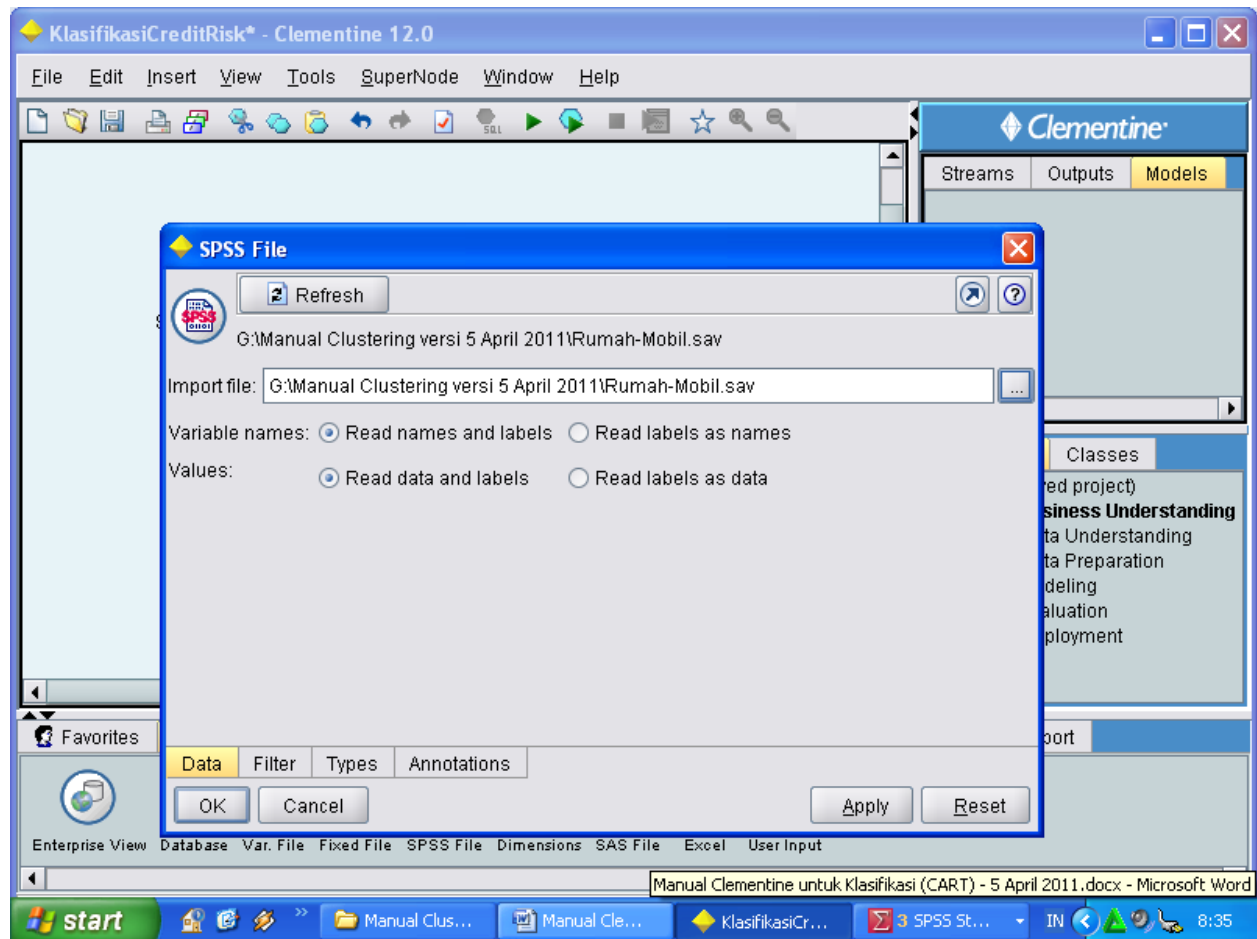 KlasifikasiCreditRisk* - Clementine 12.0
File Edit Insert View Tools SuperNode Window Help
SQL
Clementine
Streams Outputs Models
SPSS File
Refresh
SPSS
G:\Manual Clustering versi 5 April 2011\Rumah-Mobil.sav
Import file: G:\Manual Clustering versi 5 April 2011\Rumah-Mobil.sav ...
Variable names: Read names and labels Read labels as names
Values: Read data and labels Read labels as data
Classes
ved project)
siness Understanding
ta Understanding
ta Preparation
deling
aluation
ployment
Favorites
port
Data Filter Types Annotations
OK Cancel Apply Reset
Enterprise View Database Var. File Fixed File SPSS File Dimensions SAS File Excel User Input
Manual Clementine untuk Klasifikasi (CART) - 5 April 2011.docx - Microsoft Word
start Manual Clus... Manual Cle... KlasifikasiCr... 3 SPSS St... IN 8:35